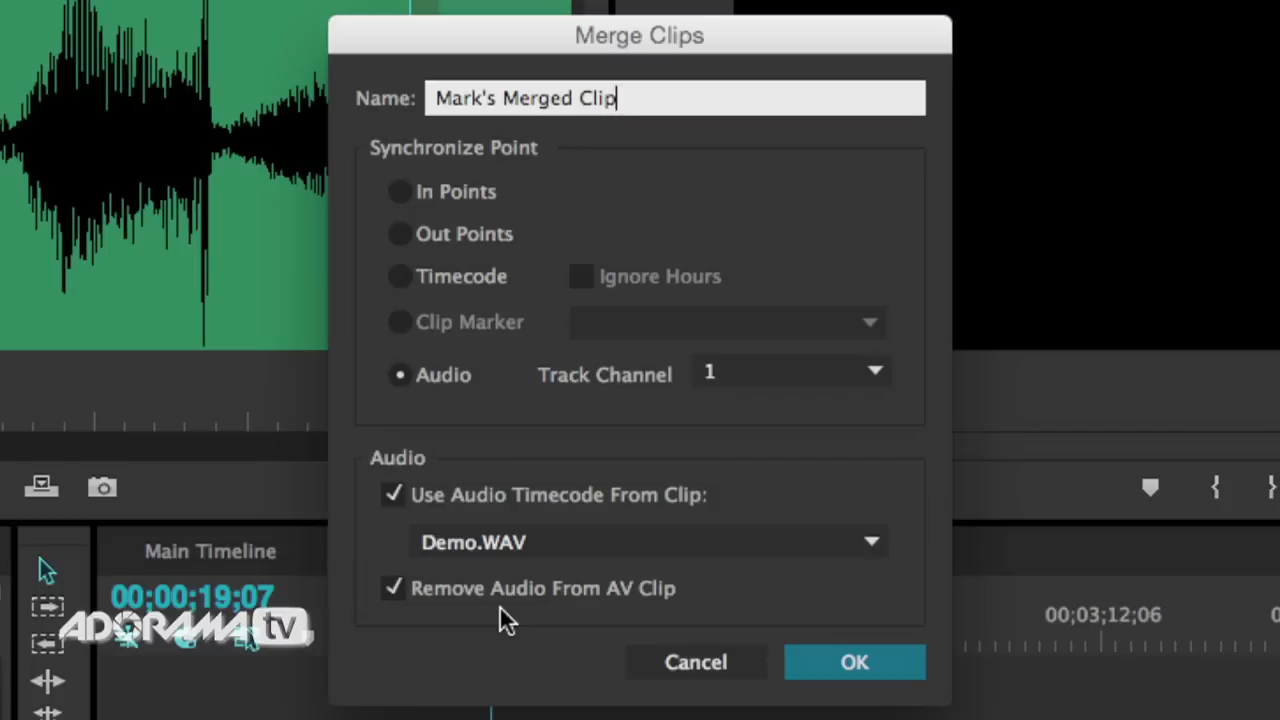 Merge Clips
Name: Mark's Merged Clip
Synchronize Point
In Points
Out Points
Timecode Ignore Hours
Clip Marker
Audio Track Channel 1
Audio
Use Audio Timecode From Clip:
Demo.WAV
Remove Audio From AV Clip
Cancel OK
Main Timeline
00;00;19;07
00;03;12;06
ADORAMA tv